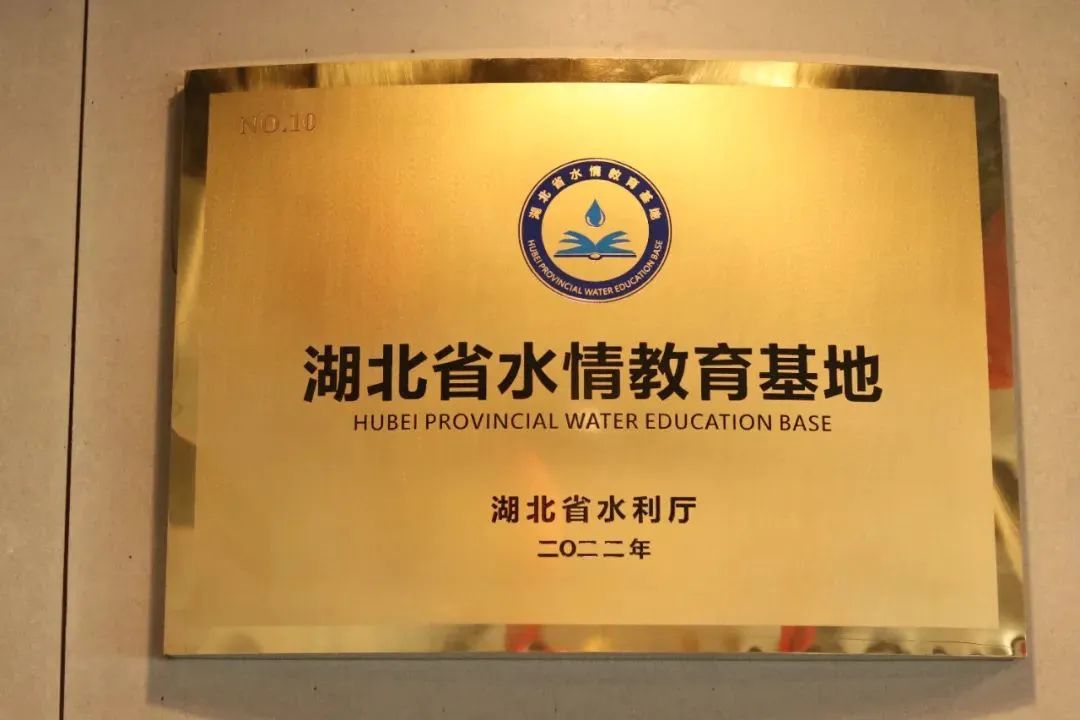 NO.10
湖北省水情教育基地
HUBEI PROVINCIAL WATER EDUCATION BASE
湖北省水情教育基地
HUBEI PROVINCIAL WATER EDUCATION BASE
湖北省水利厅
二〇二二年